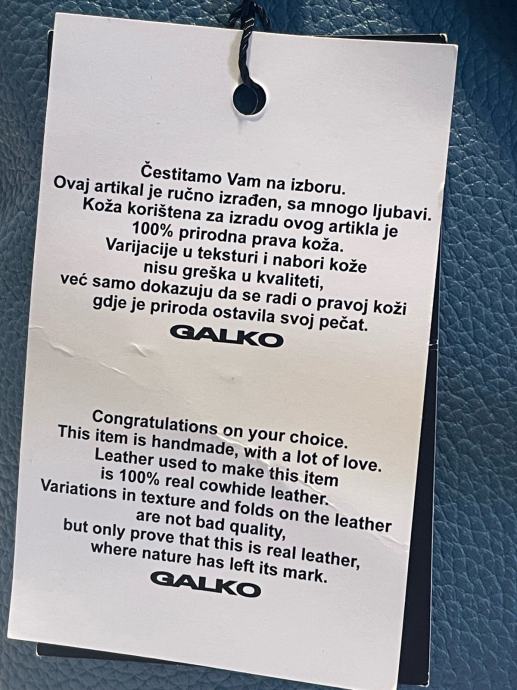 Čestitamo Vam na izboru.
Ovaj artikal je ručno izrađen, sa mnogo ljubavi.
Koža korištena za izradu ovog artikla je
100% prirodna prava koža.
Varijacije u teksturi i nabori kože
nisu greška u kvaliteti,
već samo dokazuju da se radi o pravoj koži
gdje je priroda ostavila svoj pečat.
GALKO
Congratulations on your choice.
This item is handmade, with a lot of love.
Leather used to make this item
is 100% real cowhide leather.
Variations in texture and folds on the leather
are not bad quality,
but only prove that this is real leather,
where nature has left its mark.
GALKO